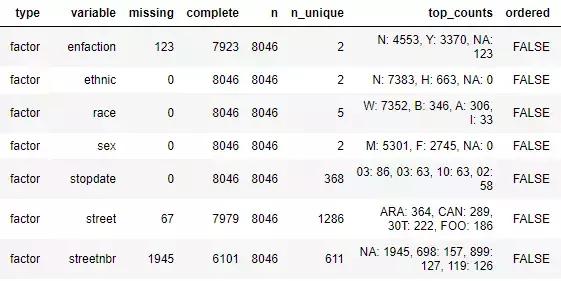 type variable missing complete n n_unique top_counts ordered
factor enfaction 123 7923 8046 2 N: 4553, Y: 3370, NA: 123 FALSE
factor ethnic 0 8046 8046 2 N: 7383, H: 663, NA: 0 FALSE
factor race 0 8046 8046 5 W: 7352, B: 346, A: 306, I: 33 FALSE
factor sex 0 8046 8046 2 M: 5301, F: 2745, NA: 0 FALSE
factor stopdate 0 8046 8046 368 03: 86, 03: 63, 10: 63, 02: 58 FALSE
factor street 67 7979 8046 1286 ARA: 364, CAN: 289, 30T: 222, FOO: 186 FALSE
factor streetnbr 1945 6101 8046 611 NA: 1945, 698: 157, 899: 127, 119: 126 FALSE